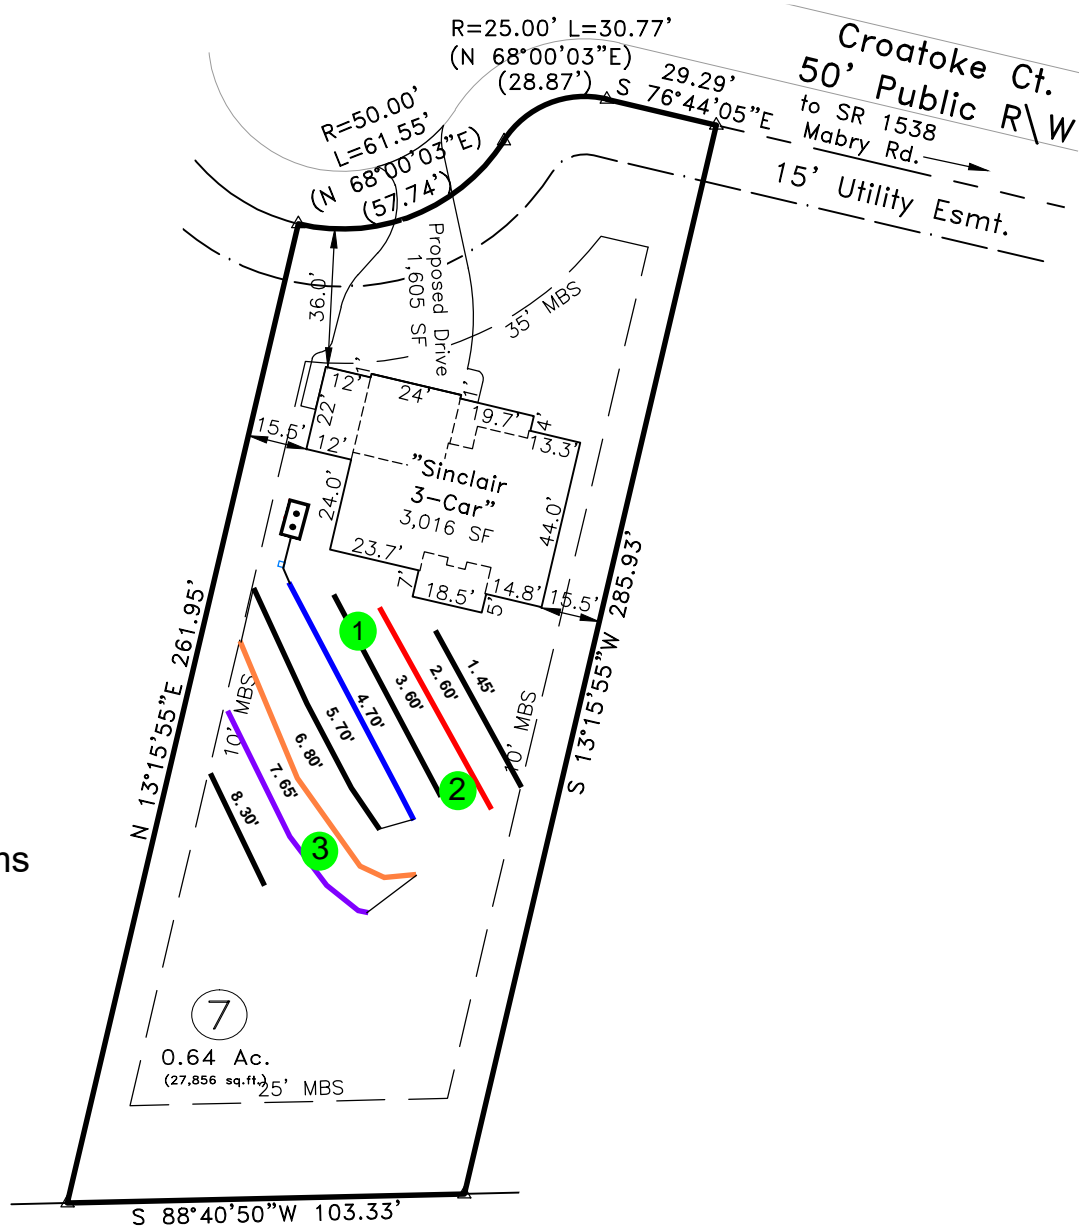 R=25.00' L=30.77'
(N 68°00'03"E)
(28.87')
29.29'
S 76°44'05"E
Croatoke Ct.
50' Public R\W
to SR 1538
Mabry Rd.
15' Utility Esmt.
R=50.00'
L=61.55'
(N 68°00'03"E)
(57.74')
36.0'
Proposed Drive
1,605 SF
35' MBS
12'
1'
24'
1'
19.7'
4'
13.3'
22'
15.5'
12'
"Sinclair
3-Car"
3,016 SF
24.0'
44.0'
23.7'
7'
18.5'
5'
14.8'
15.5'
N 13°15'55"E 261.95'
S 13°15'55"W 285.93'
1
2
3
1. 45'
2. 60'
3. 60'
4. 70'
5. 70'
6. 80'
7. 65'
8. 30'
10' MBS
10' MBS
ns
7
0.64 Ac.
(27,856 sq.ft.)
25' MBS
S 88°40'50"W 103.33'